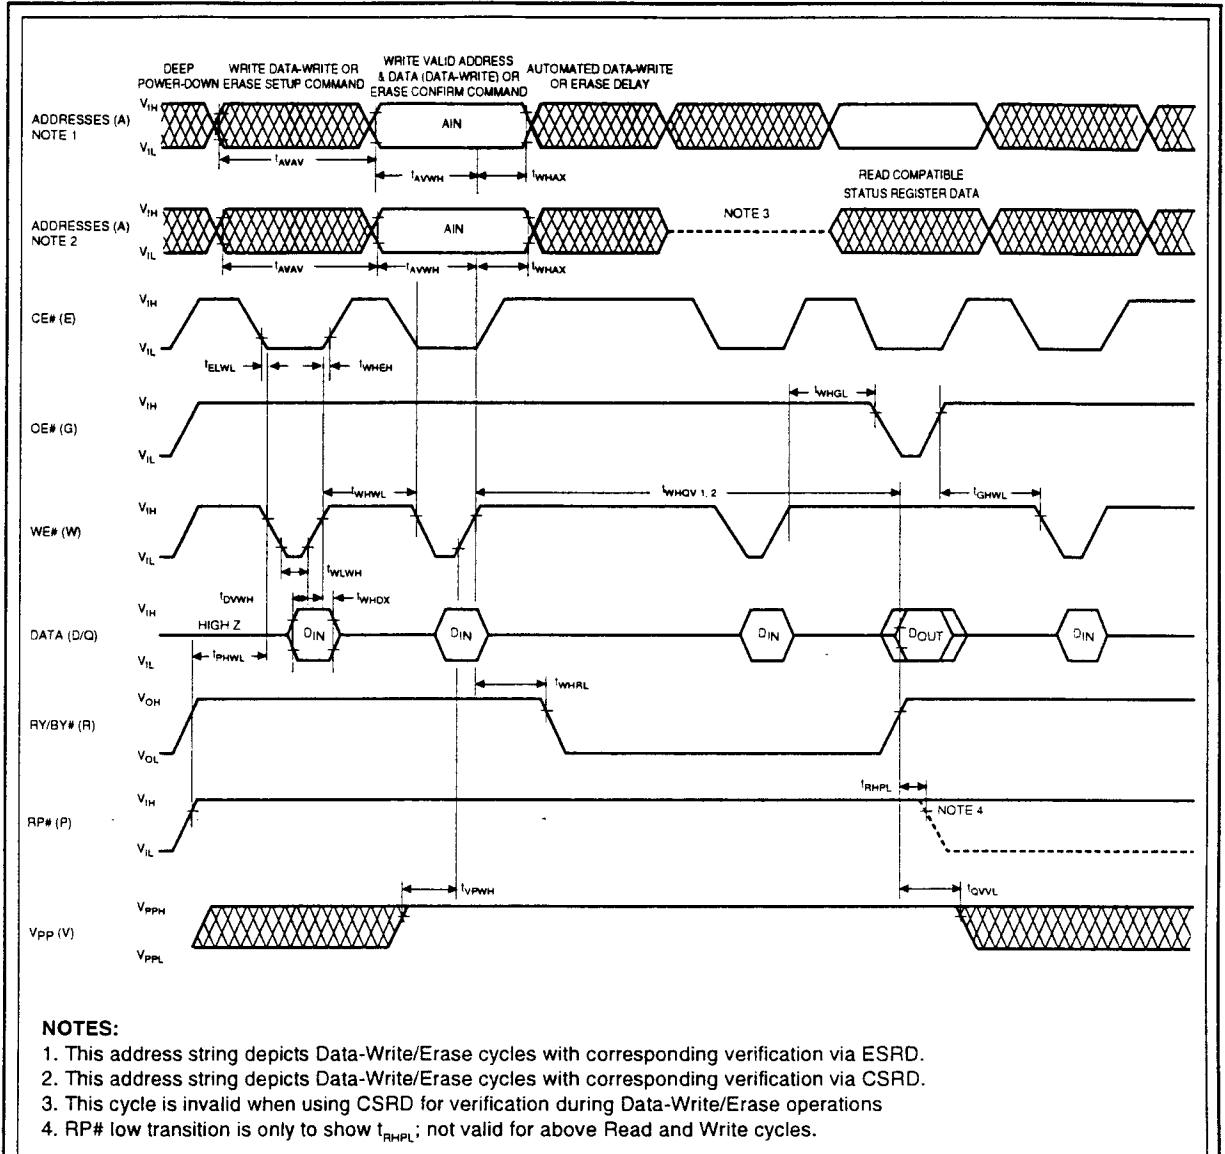 DEEP POWER-DOWN
WRITE DATA-WRITE OR ERASE SETUP COMMAND
WRITE VALID ADDRESS & DATA (DATA-WRITE) OR ERASE CONFIRM COMMAND
AUTOMATED DATA-WRITE OR ERASE DELAY
ADDRESSES (A) NOTE 1
VIH
VIL
AIN
tAVAV
tAVWH
tWHAX
READ COMPATIBLE STATUS REGISTER DATA
ADDRESSES (A) NOTE 2
VIH
VIL
AIN
NOTE 3
tAVAV
tAVWH
tWHAX
CE# (E)
VIH
VIL
tELWL
tWHEH
OE# (G)
VIH
VIL
tWHGL
tWHWL
tWHQV 1, 2
tGHWL
WE# (W)
VIH
VIL
tWLWH
tDVWH
tWHDX
DATA (D/Q)
VIH
VIL
HIGH Z
DIN
DIN
DIN
DOUT
DIN
tPHWL
tWHRL
RY/BY# (R)
VOH
VOL
tRHPL
RP# (P)
VIH
VIL
NOTE 4
tVPWH
tQVVL
VPP (V)
VPPH
VPPL
NOTES:
1. This address string depicts Data-Write/Erase cycles with corresponding verification via ESRD.
2. This address string depicts Data-Write/Erase cycles with corresponding verification via CSRD.
3. This cycle is invalid when using CSRD for verification during Data-Write/Erase operations
4. RP# low transition is only to show tRHPL; not valid for above Read and Write cycles.